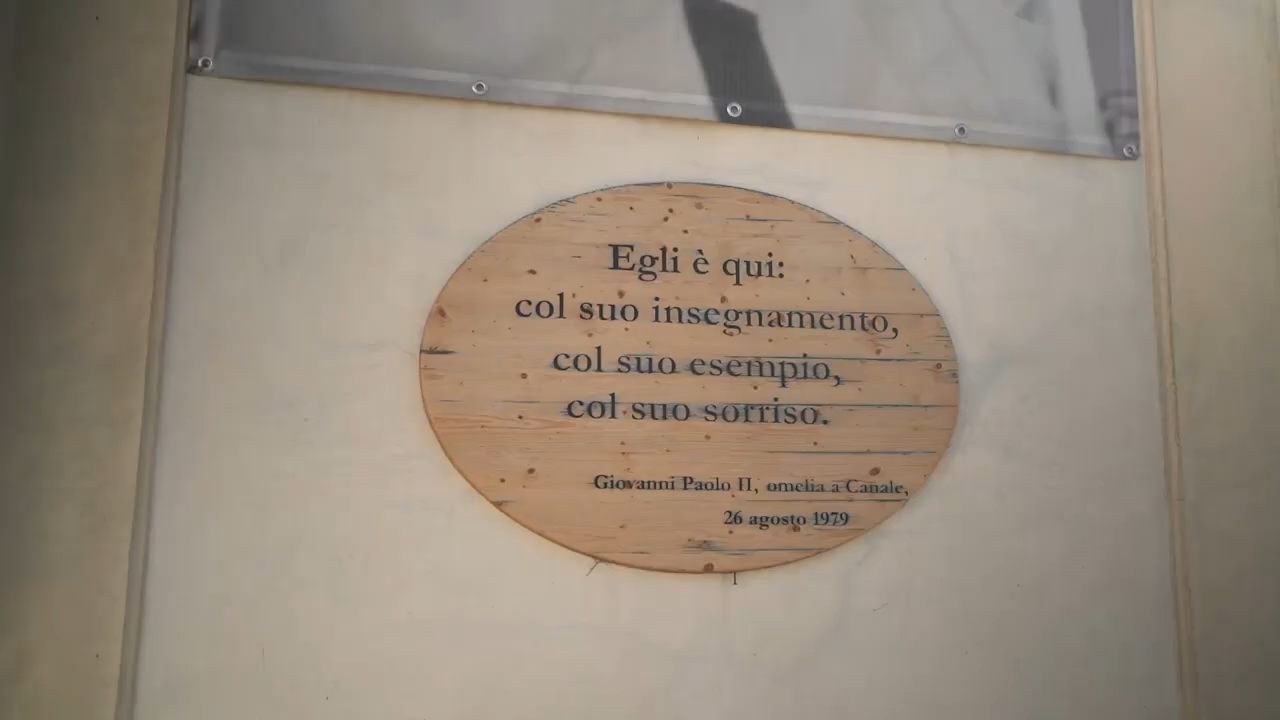 Egli è qui:
col suo insegnamento,
col suo esempio,
col suo sorriso.
Giovanni Paolo II, omelia a Canale,
26 agosto 1979